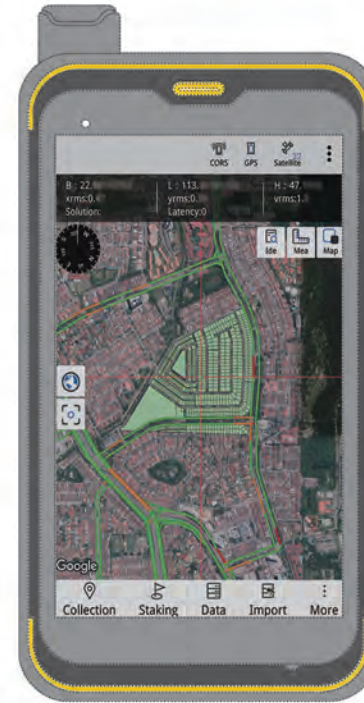 CORS GPS Satellite
B : 22. L : 113. H : 47.
xrms:0. yrms:0. vrms:1.
Solution: Latency:0
Ide Mea Map
Google
Collection Staking Data Import More